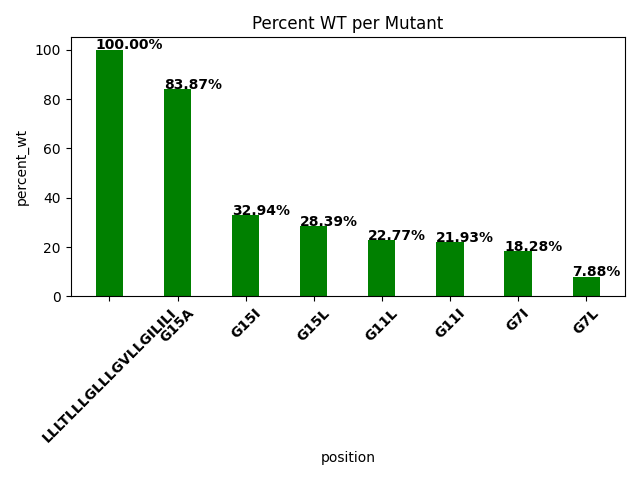 Percent WT per Mutant
percent_wt
100
80
60
40
20
0
100.00%
83.87%
32.94%
28.39%
22.77%
21.93%
18.28%
7.88%
LLLTLLLGLLLGVLLGILILI
G15A
G15I
G15L
G11L
G11I
G7I
G7L
position